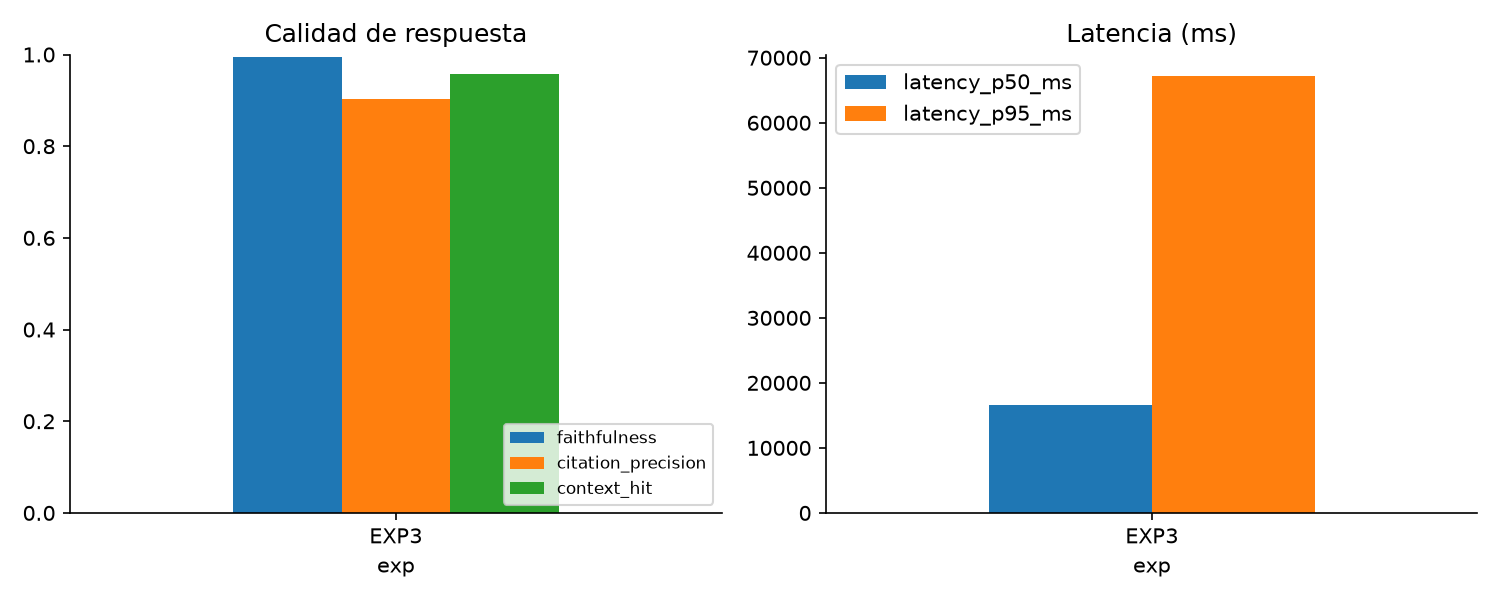 Calidad de respuesta
1.0
0.8
0.6
0.4
0.2
0.0
faithfulness
citation_precision
context_hit
EXP3
exp
Latencia (ms)
70000
60000
50000
40000
30000
20000
10000
0
latency_p50_ms
latency_p95_ms
EXP3
exp